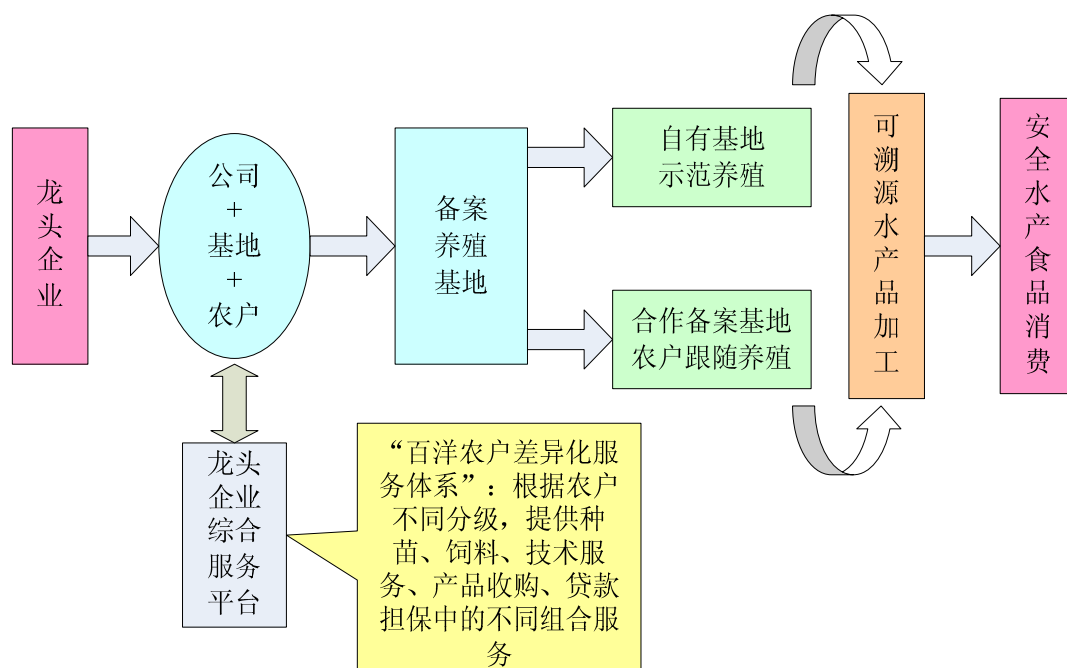 龙头企业
公司
+
基地
+
农户
备案
养殖
基地
自有基地
示范养殖
合作备案基地
农户跟随养殖
可溯源水产品加工
安全水产食品消费
龙头
企业
综合
服务
平台
“百洋农户差异化服
务体系”：根据农户
不同分级，提供种
苗、饲料、技术服
务、产品收购、贷款
担保中的不同组合服
务